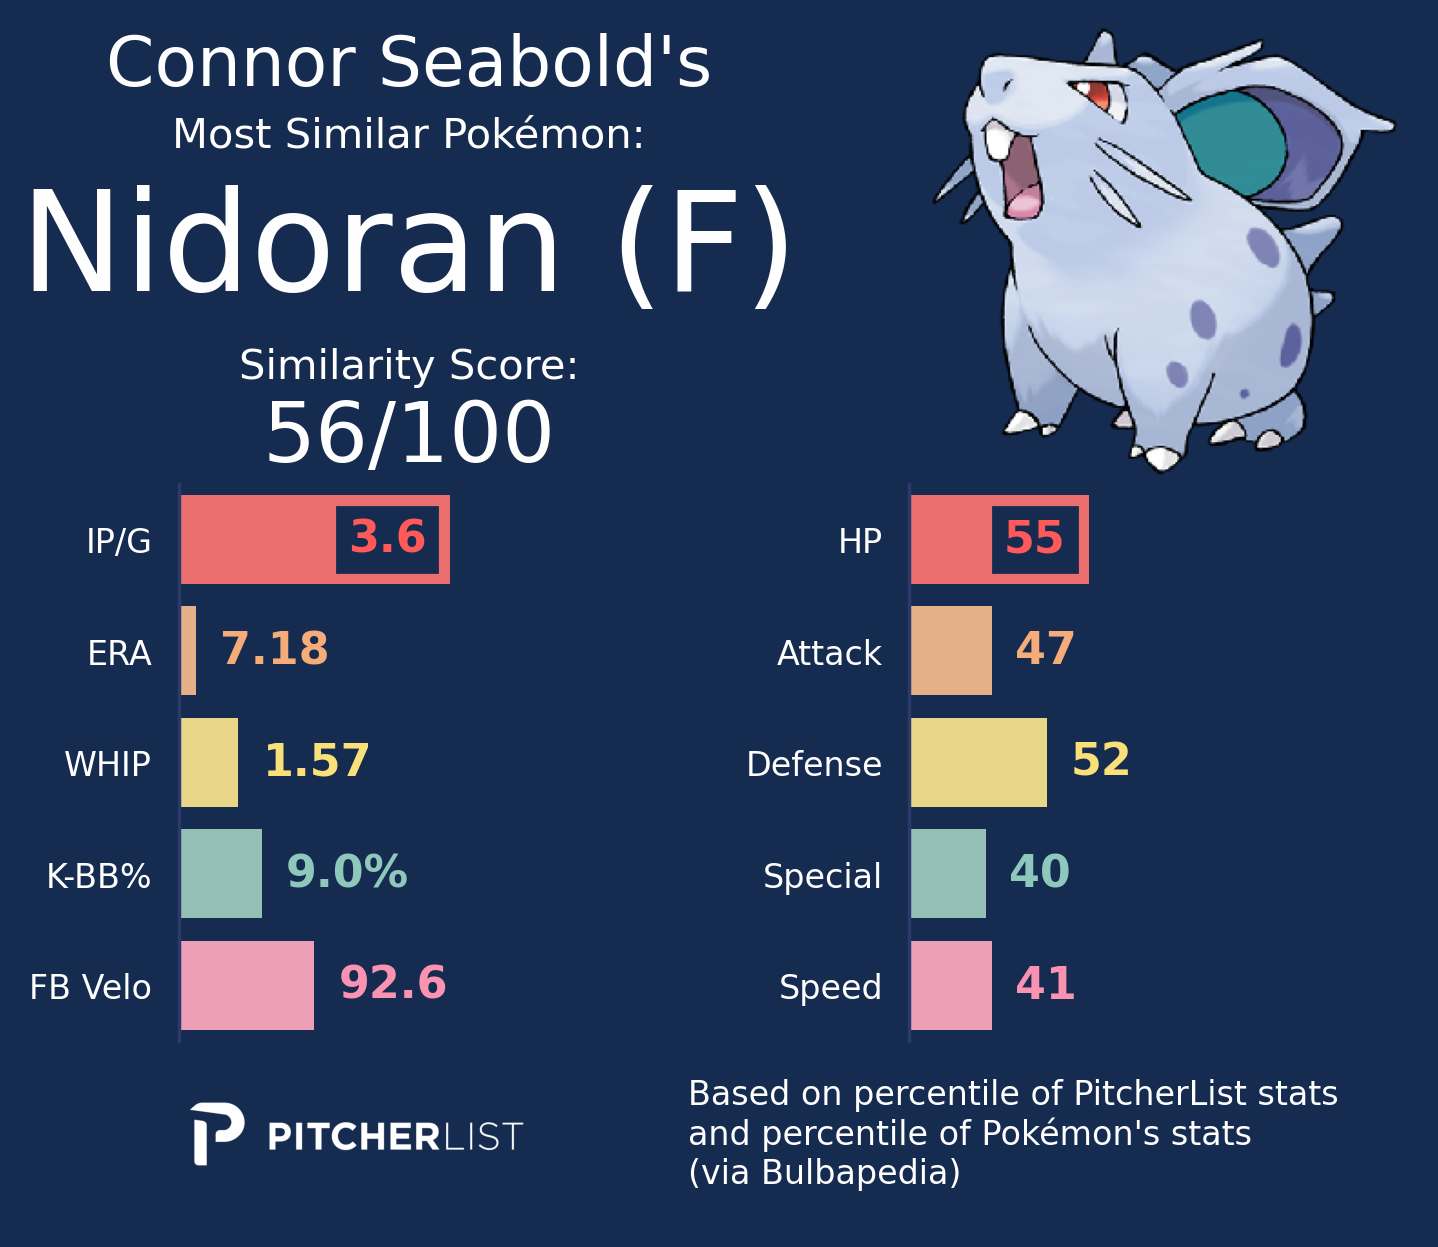 Connor Seabold's
Most Similar Pokémon:
Nidoran (F)
Similarity Score:
56/100
IP/G 3.6
ERA 7.18
WHIP 1.57
K-BB% 9.0%
FB Velo 92.6
HP 55
Attack 47
Defense 52
Special 40
Speed 41
PITCHERLIST
Based on percentile of PitcherList stats
and percentile of Pokémon's stats
(via Bulbapedia)